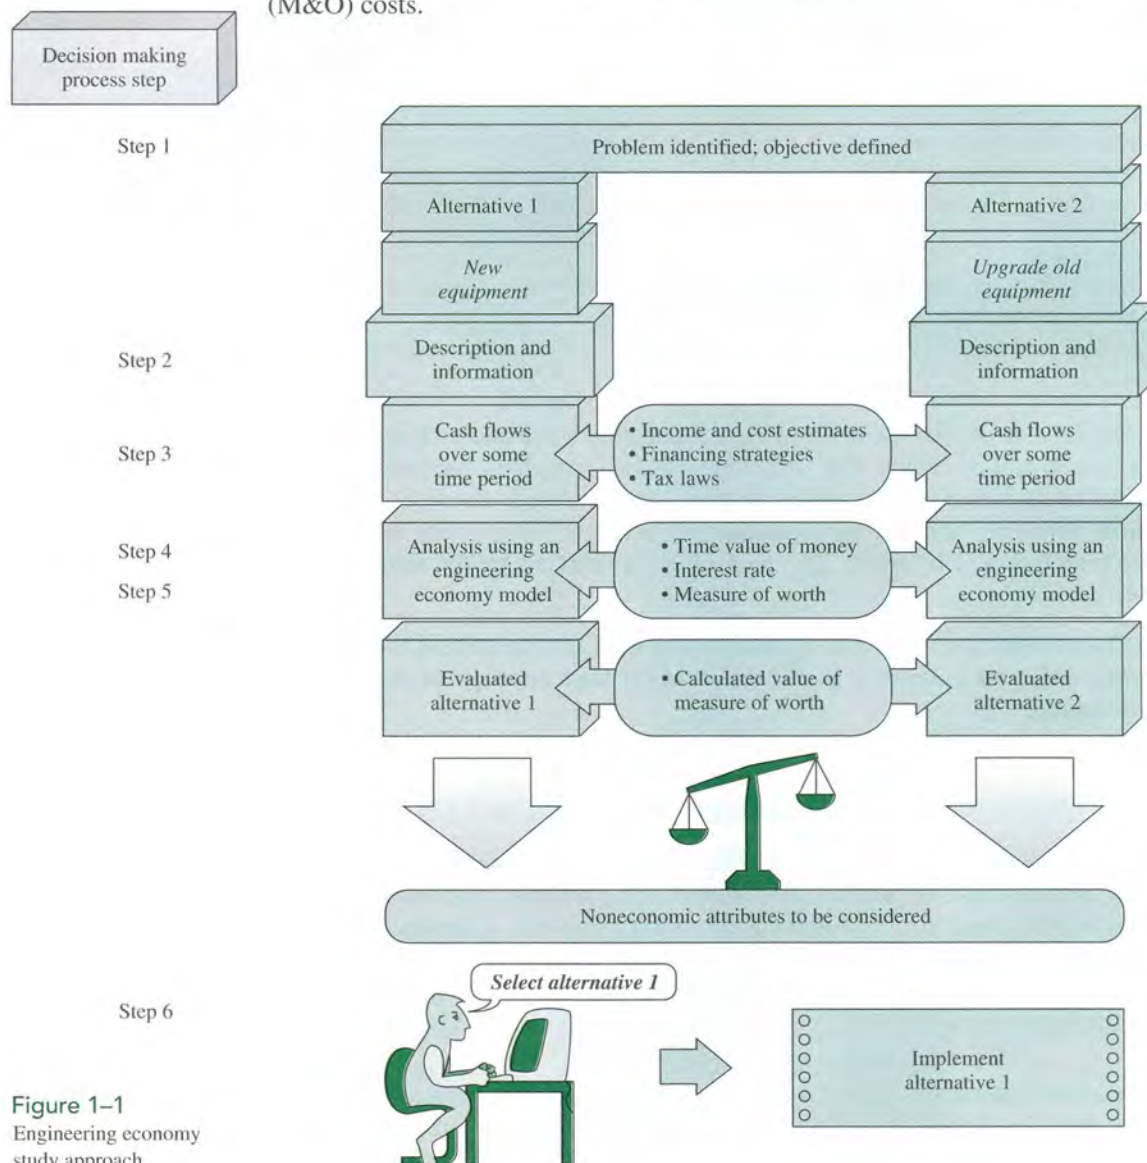 (M&O) costs.
Decision making
process step
Step 1
Problem identified; objective defined
Alternative 1
Alternative 2
New
equipment
Upgrade old
equipment
Step 2
Description and
information
Description and
information
Step 3
Cash flows
over some
time period
• Income and cost estimates
• Financing strategies
• Tax laws
Cash flows
over some
time period
Step 4
Step 5
Analysis using an
engineering
economy model
• Time value of money
• Interest rate
• Measure of worth
Analysis using an
engineering
economy model
Evaluated
alternative 1
• Calculated value of
measure of worth
Evaluated
alternative 2
Noneconomic attributes to be considered
Step 6
Select alternative 1
Implement
alternative 1
Figure 1–1
Engineering economy
study approach